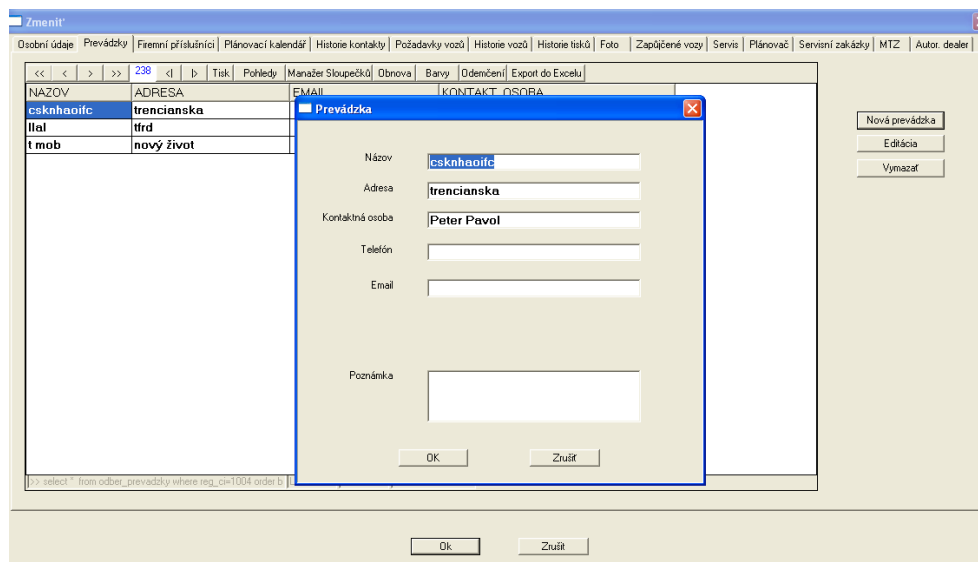 Zmeniť
Osobní údaje Prevádzky Firemní příslušníci Plánovací kalendář Historie kontakty Požadavky vozů Historie vozů Historie tisků Foto Zapůjčené vozy Servis Plánovač Servisní zakázky MTZ Autor. dealer
<< < > >> 238 <| |> Tisk Pohledy Manažer Sloupečků Obnova Barvy Odemčení Export do Excelu
NAZOV ADRESA EMAIL KONTAKT_OSOBA
csknhaoifc trencianska
llal tfrd
t mob nový život
Nová prevádzka
Editácia
Vymazať
Prevádzka
Názov csknhaoifc
Adresa trencianska
Kontaktná osoba Peter Pavol
Telefón
Email
Poznámka
OK Zrušiť
>> select * from odber_prevadzky where reg_ci=1004 order b
Ok Zrušit